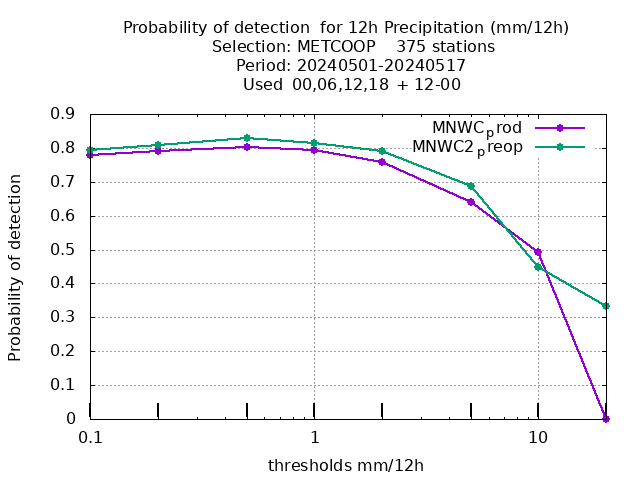 Probability of detection  for 12h Precipitation (mm/12h)
Selection: METCOOP    375 stations
Period: 20240501-20240517
Used  00,06,12,18  + 12-00
MNWCprod
MNWC2preop
0.9
0.8
0.7
0.6
0.5
0.4
0.3
0.2
0.1
0
Probability of detection
0.1
1
10
thresholds mm/12h